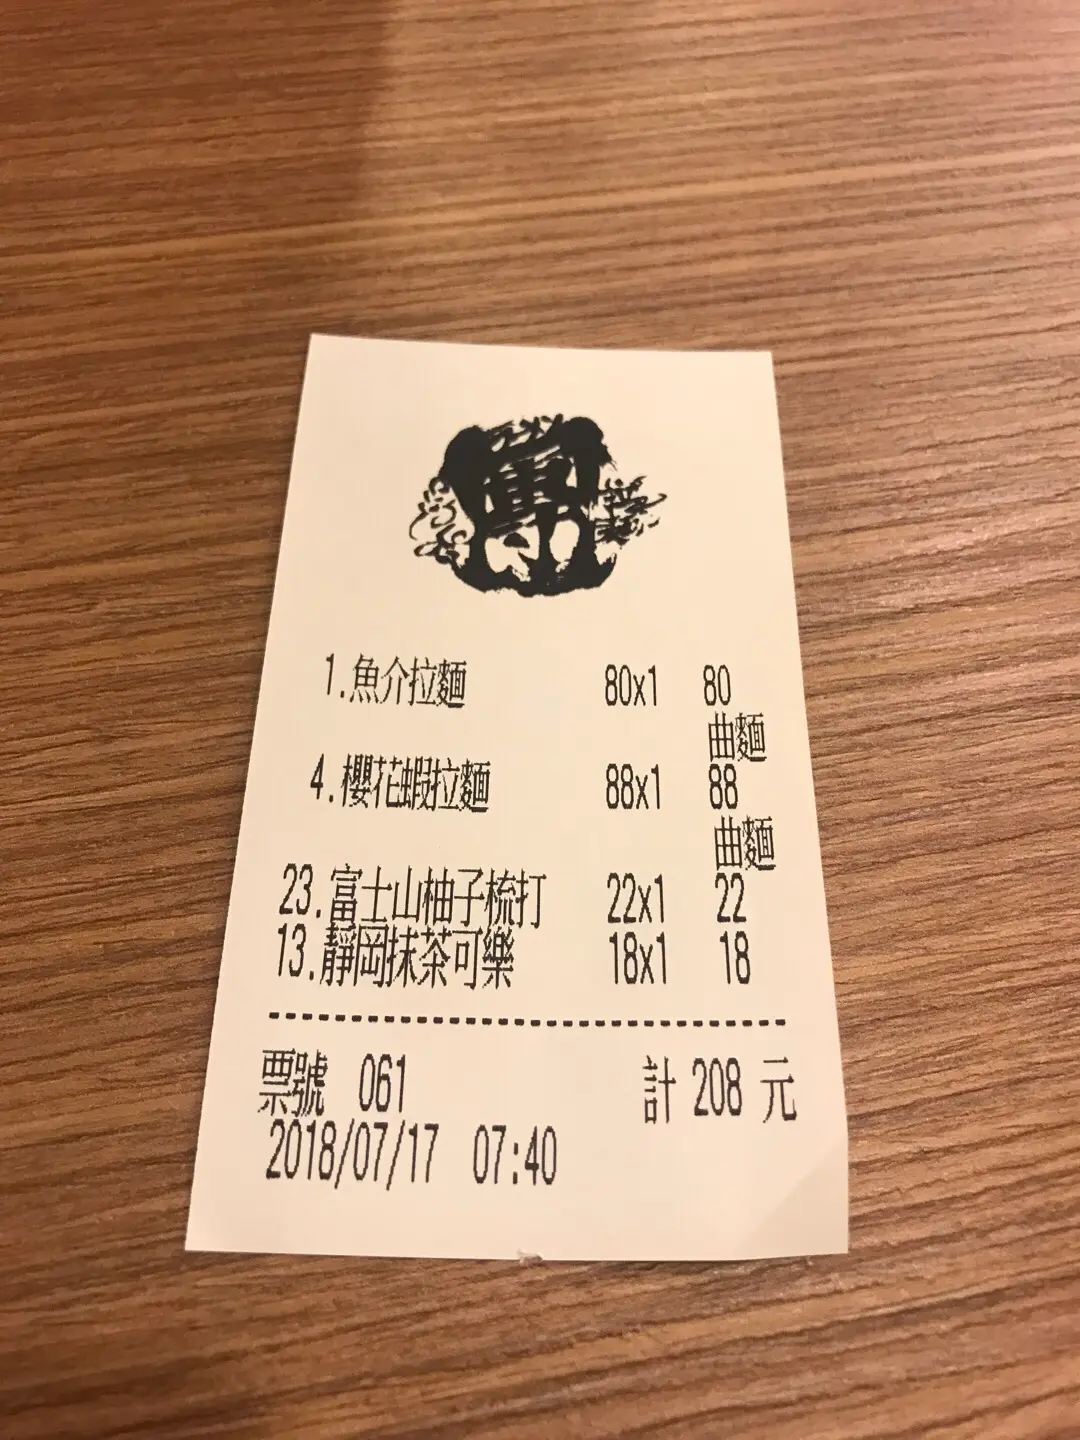 1.魚介拉麵 80x1 80
曲麵
4.櫻花蝦拉麵 88x1 88
曲麵
23.富士山柚子梳打 22x1 22
13.靜岡抹茶可樂 18x1 18
票號 061 計 208 元
2018/07/17 07:40